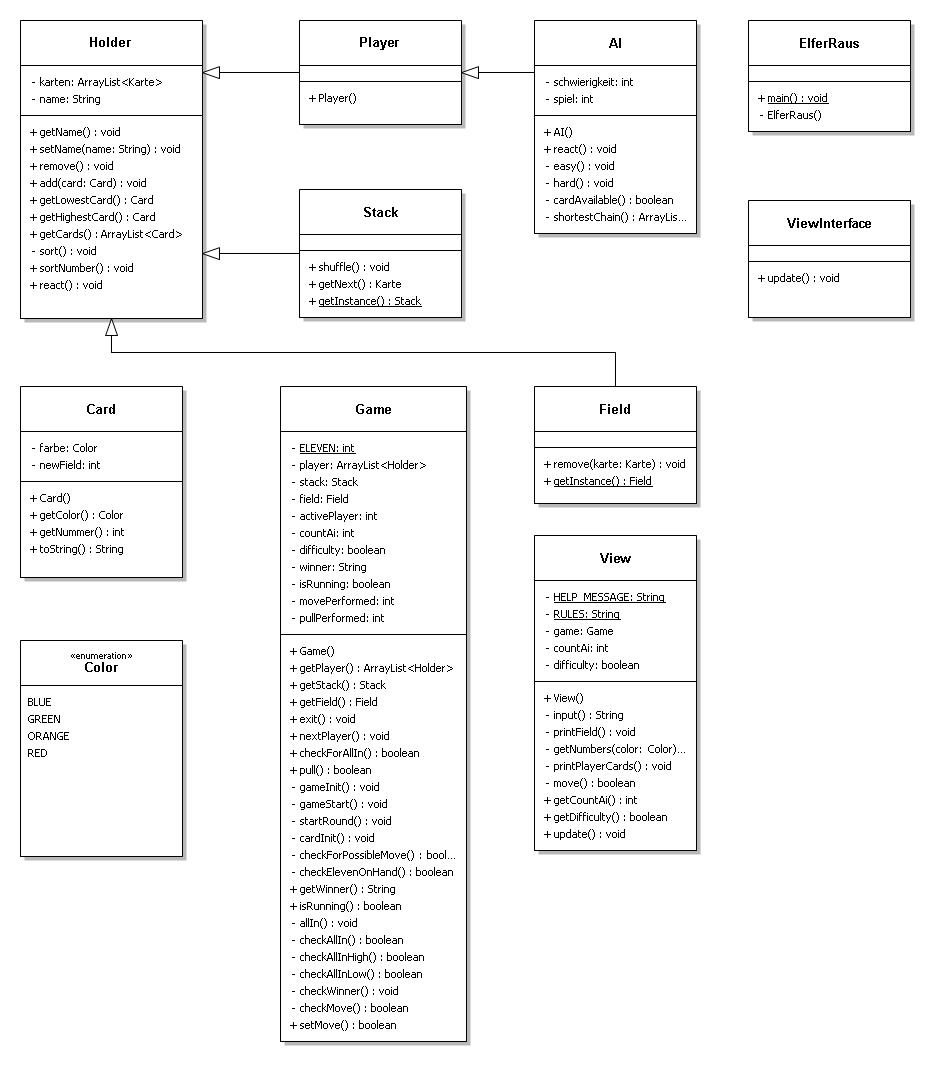 Holder
- karten: ArrayList<Karte>
- name: String
+ getName() : void
+ setName(name: String) : void
+ remove() : void
+ add(card: Card) : void
+ getLowestCard() : Card
+ getHighestCard() : Card
+ getCards() : ArrayList<Card>
- sort() : void
+ sortNumber() : void
+ react() : void
Player
+ Player()
AI
- schwierigkeit: int
- spiel: int
+ AI()
+ react() : void
- easy() : void
- hard() : void
- cardAvailable() : boolean
- shortestChain() : ArrayLis...
ElferRaus
+ main() : void
- ElferRaus()
Stack
+ shuffle() : void
+ getNext() : Karte
+ getInstance() : Stack
ViewInterface
+ update() : void
Card
- farbe: Color
- newField: int
+ Card()
+ getColor() : Color
+ getNummer() : int
+ toString() : String
Game
- ELEVEN: int
- player: ArrayList<Holder>
- stack: Stack
- field: Field
- activePlayer: int
- countAi: int
- difficulty: boolean
- winner: String
- isRunning: boolean
- movePerformed: int
- pullPerformed: int
+ Game()
+ getPlayer() : ArrayList<Holder>
+ getStack() : Stack
+ getField() : Field
+ exit() : void
+ nextPlayer() : void
+ checkForAllIn() : boolean
+ pull() : boolean
- gameInit() : void
- gameStart() : void
- startRound() : void
- cardInit() : void
- checkForPossibleMove() : bool...
- checkElevenOnHand() : boolean
+ getWinner() : String
+ isRunning() : boolean
- allIn() : void
- checkAllIn() : boolean
- checkAllInHigh() : boolean
- checkAllInLow() : boolean
- checkWinner() : void
- checkMove() : boolean
+ setMove() : boolean
Field
+ remove(karte: Karte) : void
+ getInstance() : Field
View
- HELP_MESSAGE: String
- RULES: String
- game: Game
- countAi: int
- difficulty: boolean
+ View()
- input() : String
- printField() : void
- getNumbers(color: Color)...
- printPlayerCards() : void
- move() : boolean
+ getCountAi() : int
+ getDifficulty() : boolean
+ update() : void
«enumeration»
Color
BLUE
GREEN
ORANGE
RED